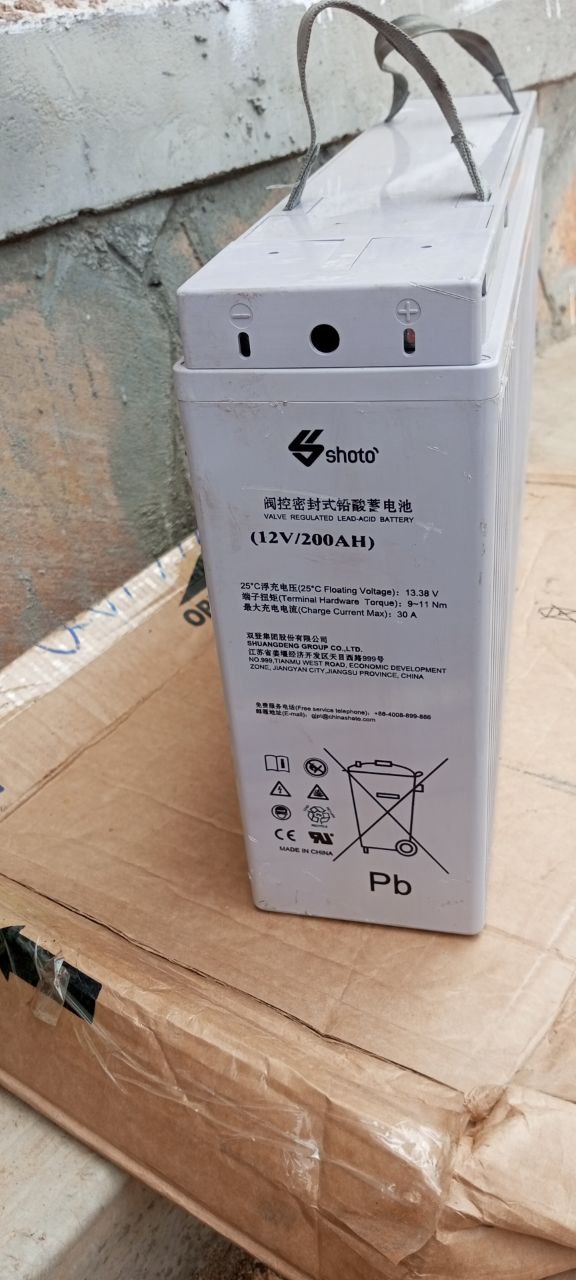 −
+
shoto
阀控密封式铅酸蓄电池
VALVE REGULATED LEAD-ACID BATTERY
(12V/200AH)
25°C浮充电压(25°C Floating Voltage)：13.38 V
端子扭矩(Terminal Hardware Torque)：9~11 Nm
最大充电电流(Charge Current Max)：30 A
双登集团股份有限公司
SHUANGDENG GROUP CO.,LTD.
江苏省姜堰经济开发区天目西路999号
NO.999,TIANMU WEST ROAD, ECONOMIC DEVELOPMENT
ZONE, JIANGYAN CITY,JIANGSU PROVINCE, CHINA
免费服务电话(Free service telephone)：+86-4008-899-886
邮箱地址(E-mail)：@chinashoto.com
RECYCLE
CE
MADE IN CHINA
Pb
OP